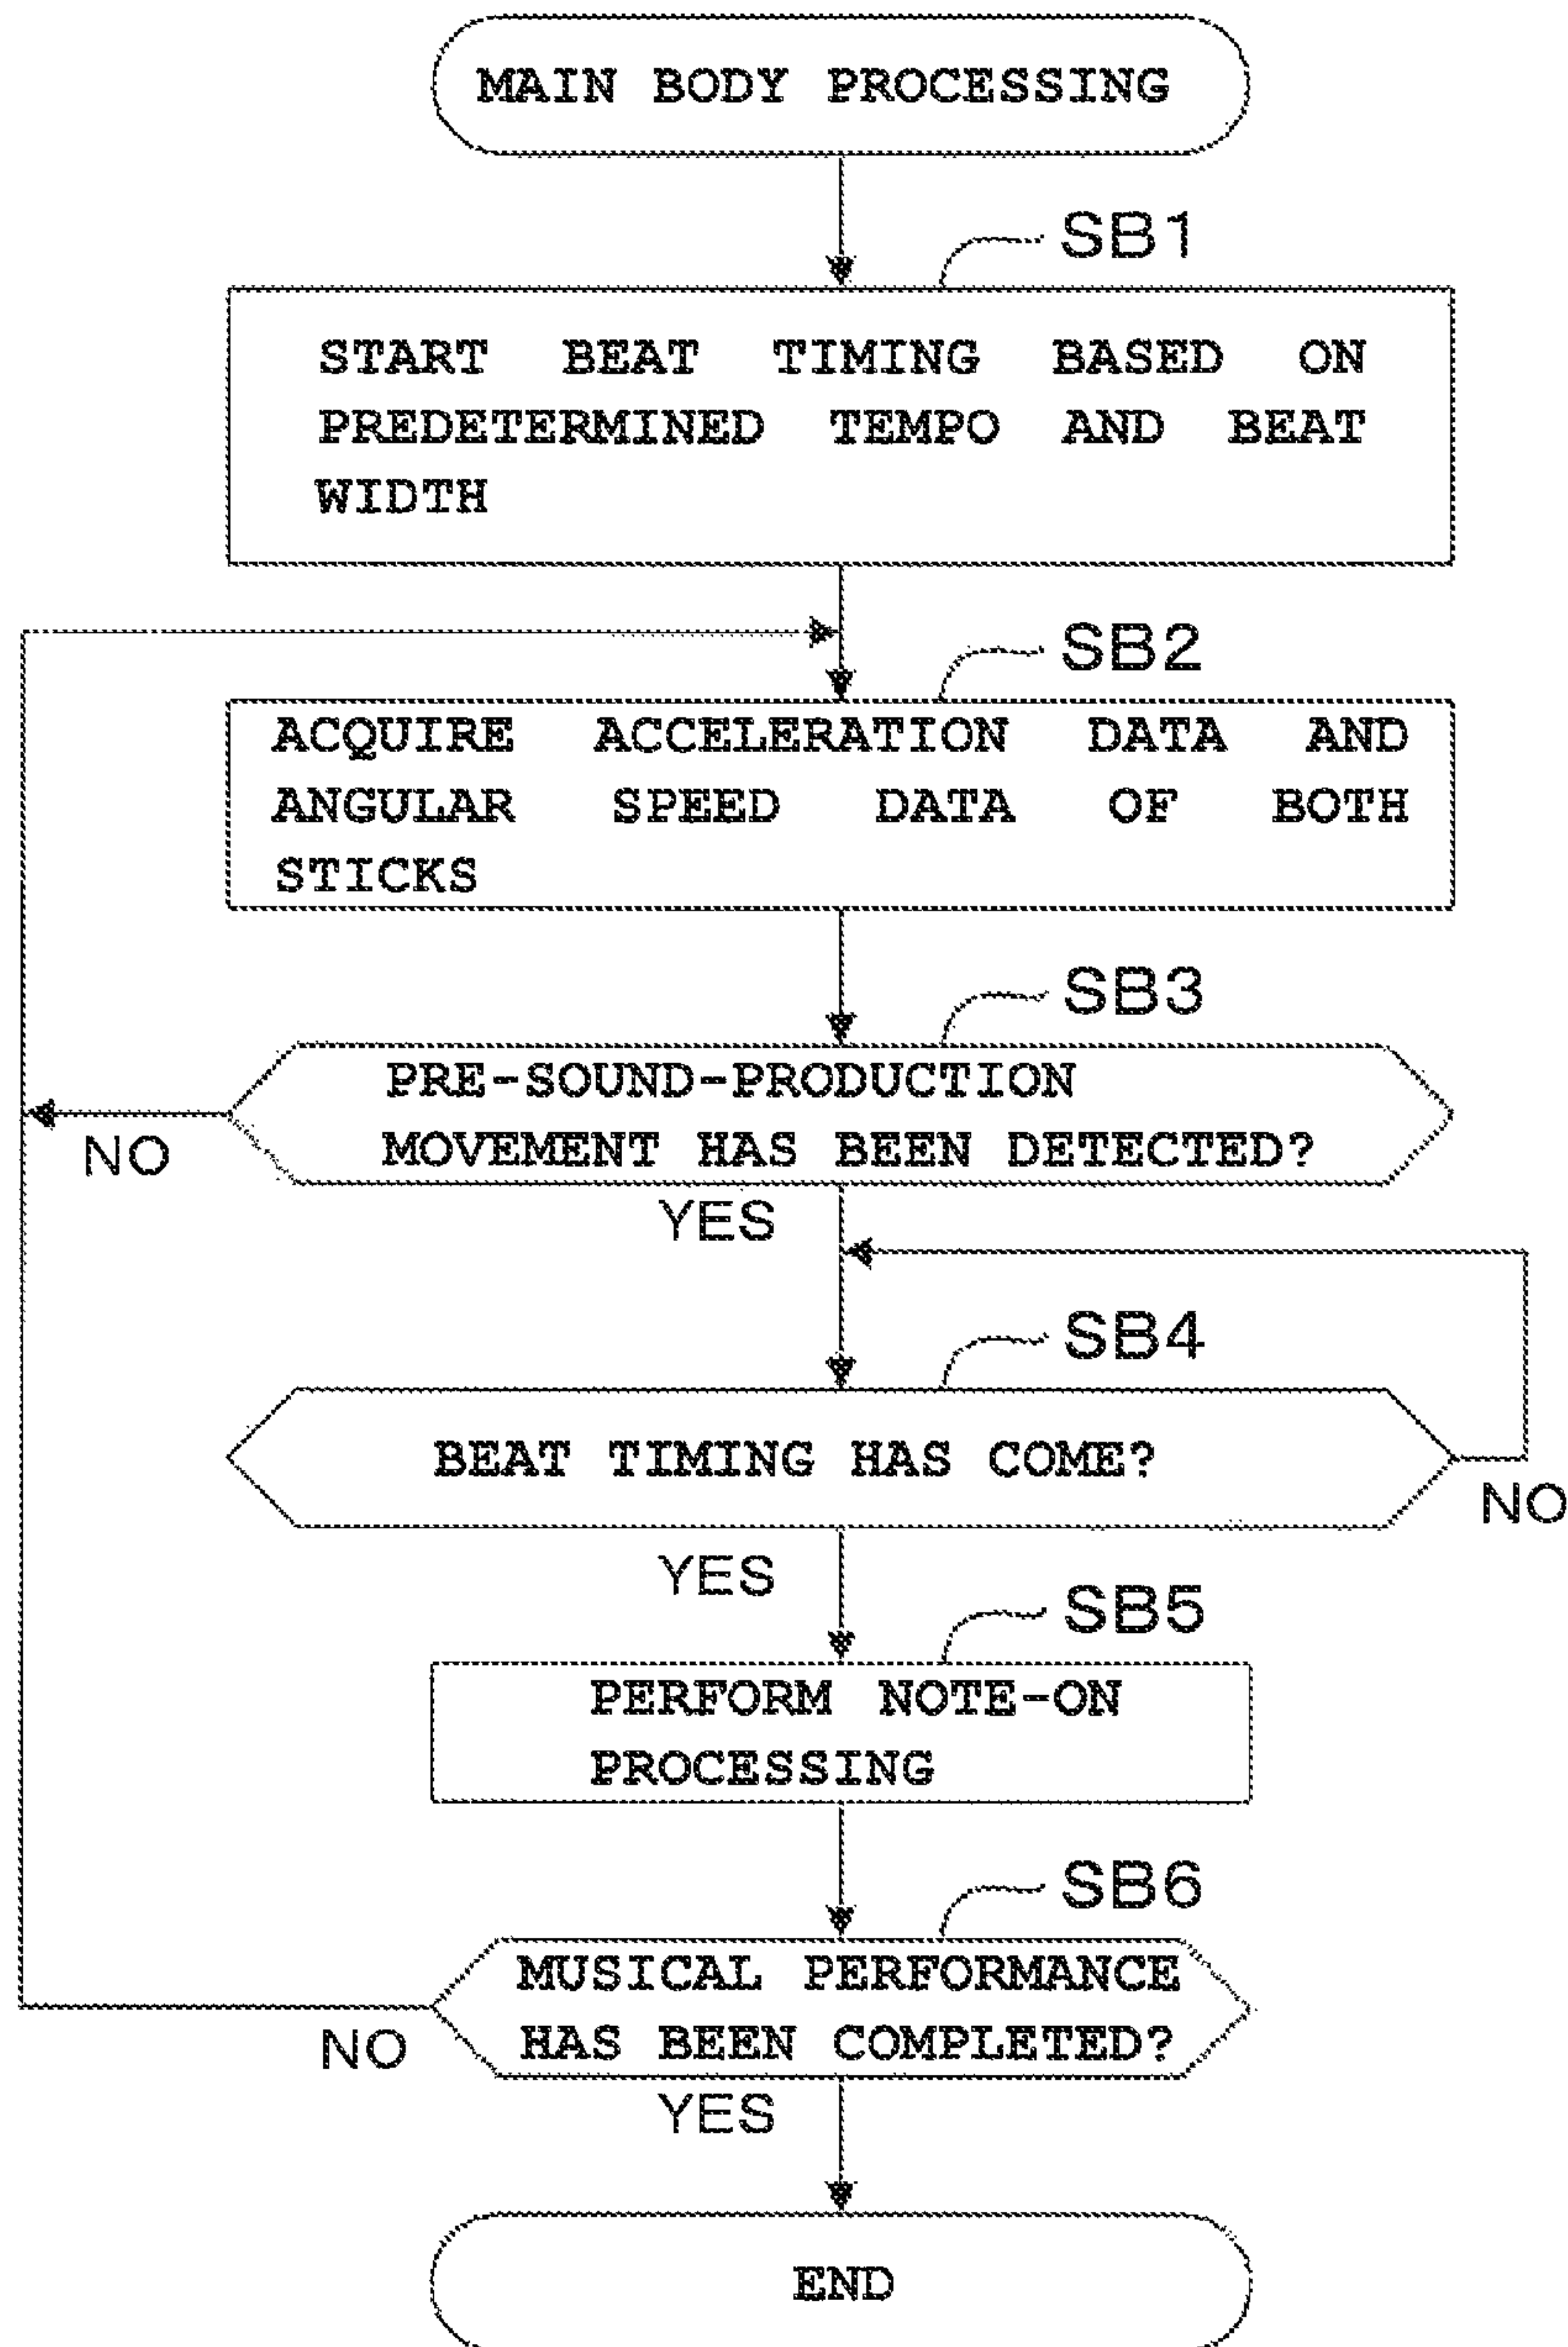 MAIN BODY PROCESSING
SB1
START BEAT TIMING BASED ON
PREDETERMINED TEMPO AND BEAT
WIDTH
SB2
ACQUIRE ACCELERATION DATA AND
ANGULAR SPEED DATA OF BOTH
STICKS
SB3
PRE-SOUND-PRODUCTION
MOVEMENT HAS BEEN DETECTED?
NO
YES
SB4
BEAT TIMING HAS COME?
NO
YES
SB5
PERFORM NOTE-ON
PROCESSING
SB6
MUSICAL PERFORMANCE
HAS BEEN COMPLETED?
NO
YES
END